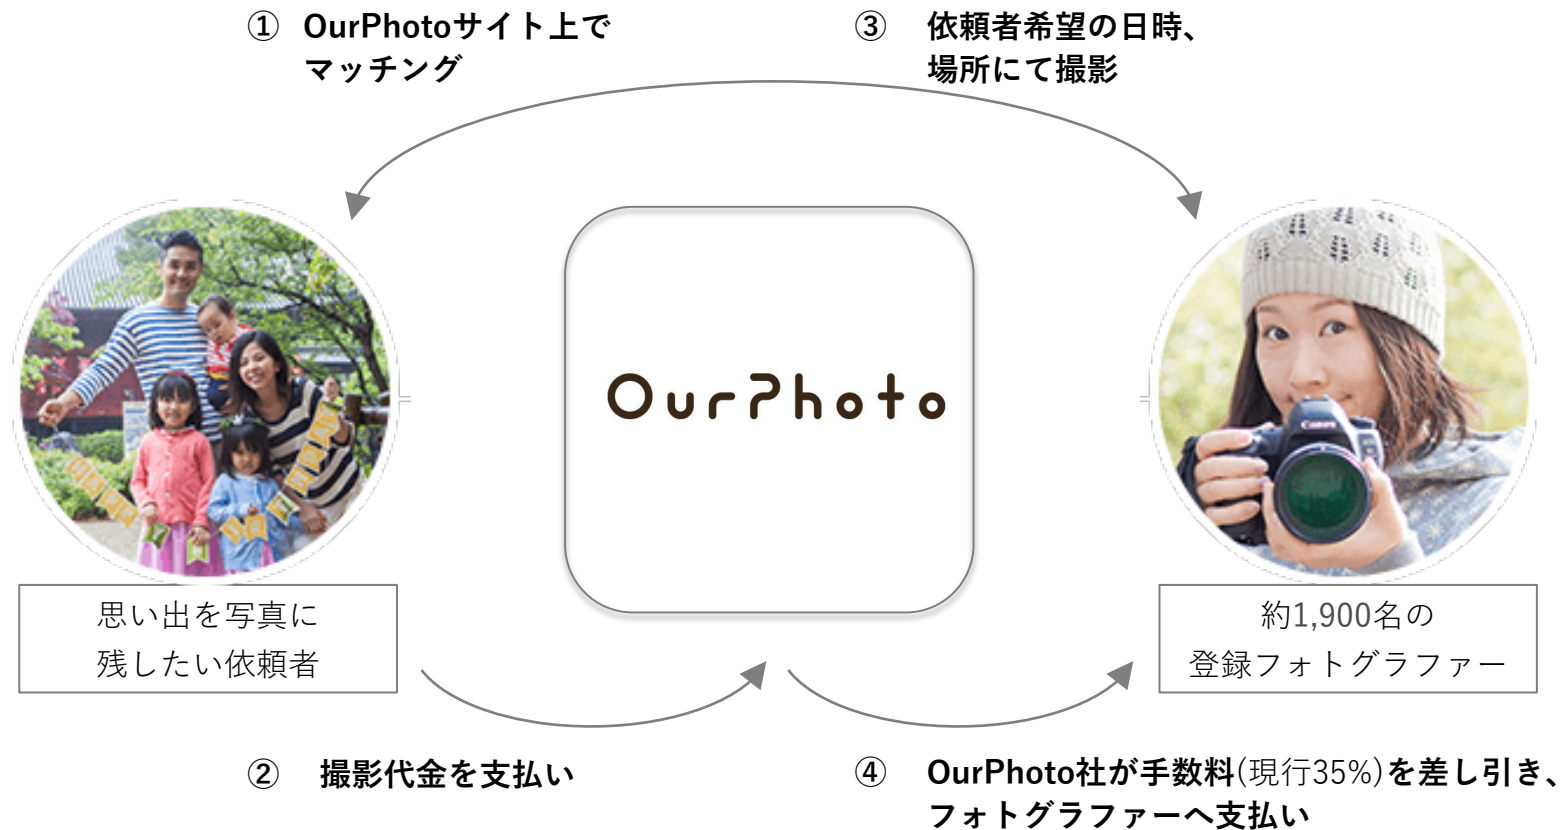 ① OurPhotoサイト上で
マッチング
③ 依頼者希望の日時、
場所にて撮影
OurPhoto
Canon
思い出を写真に
残したい依頼者
約1,900名の
登録フォトグラファー
② 撮影代金を支払い
④ OurPhoto社が手数料(現行35%)を差し引き、
フォトグラファーへ支払い